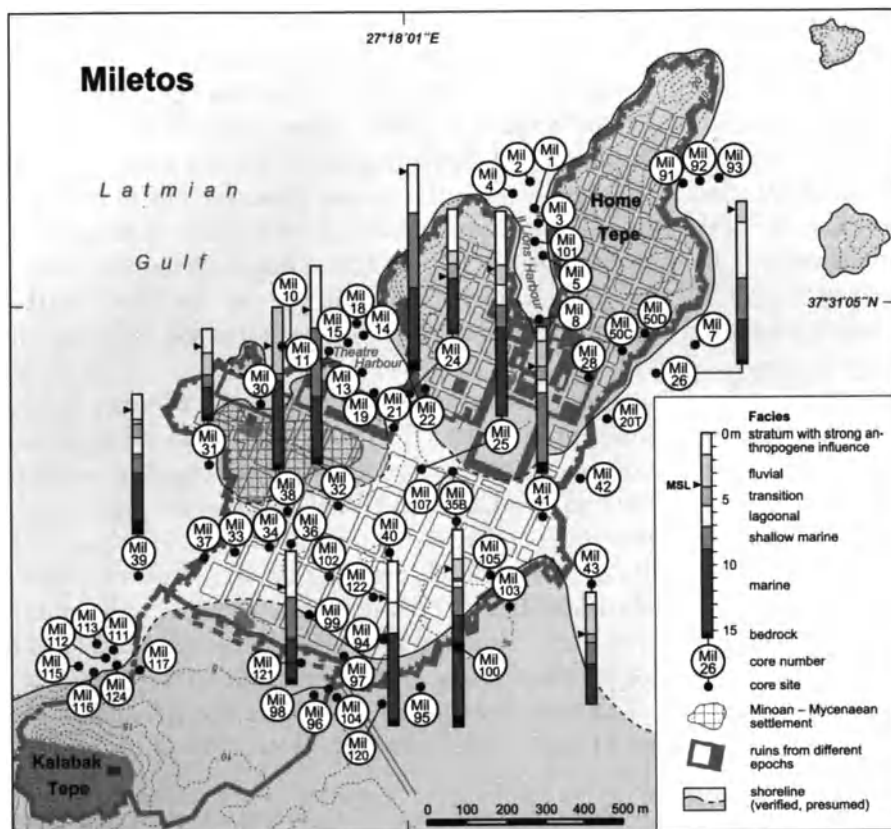 27°18′01″E
Miletos
Latmian
Gulf
Mil 1
Mil 2
Mil 4
Mil 3
Mil 101
Mil 5
Mil 8
Lions' Harbour
Home
Tepe
Mil 91
Mil 92
Mil 93
37°31′05″N
Mil 10
Mil 18
Mil 15
Mil 14
Mil 11
Theatre
Harbour
Mil 13
Mil 19
Mil 21
Mil 22
Mil 24
Mil 25
Mil 28
Mil 50C
Mil 50D
Mil 7
Mil 26
Mil 20T
Mil 30
Mil 31
Mil 38
Mil 32
Mil 107
Mil 35B
Mil 41
Mil 42
Mil 39
Mil 37
Mil 33
Mil 34
Mil 36
Mil 102
Mil 40
Mil 122
Mil 105
Mil 103
Mil 43
Mil 99
Mil 94
Mil 97
Mil 100
Mil 121
Mil 98
Mil 96
Mil 104
Mil 95
Mil 120
Mil 113
Mil 111
Mil 112
Mil 115
Mil 116
Mil 124
Mil 117
Kalabak
Tepe
10
0 100 200 300 400 500 m
Facies
0 m
stratum with strong an-
thropogene influence
fluvial
MSL
transition
5
lagoonal
shallow marine
10
marine
15
bedrock
Mil 26
core number
core site
Minoan – Mycenaean
settlement
ruins from different
epochs
shoreline
(verified, presumed)